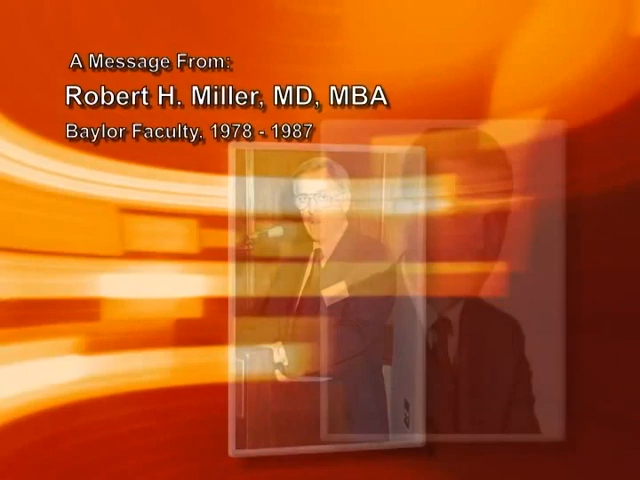 A Message From:
Robert H. Miller, MD, MBA
Baylor Faculty, 1978 - 1987